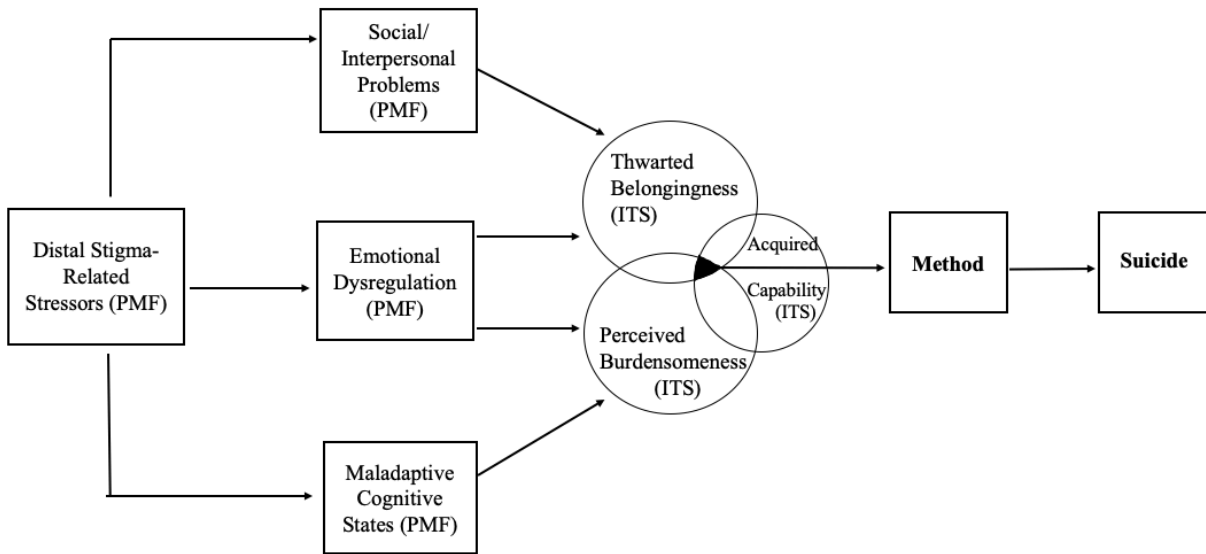 Social/
Interpersonal
Problems
(PMF)
Distal Stigma-
Related
Stressors (PMF)
Emotional
Dysregulation
(PMF)
Maladaptive
Cognitive
States (PMF)
Thwarted
Belongingness
(ITS)
Perceived
Burdensomeness
(ITS)
Acquired
Capability
(ITS)
Method
Suicide